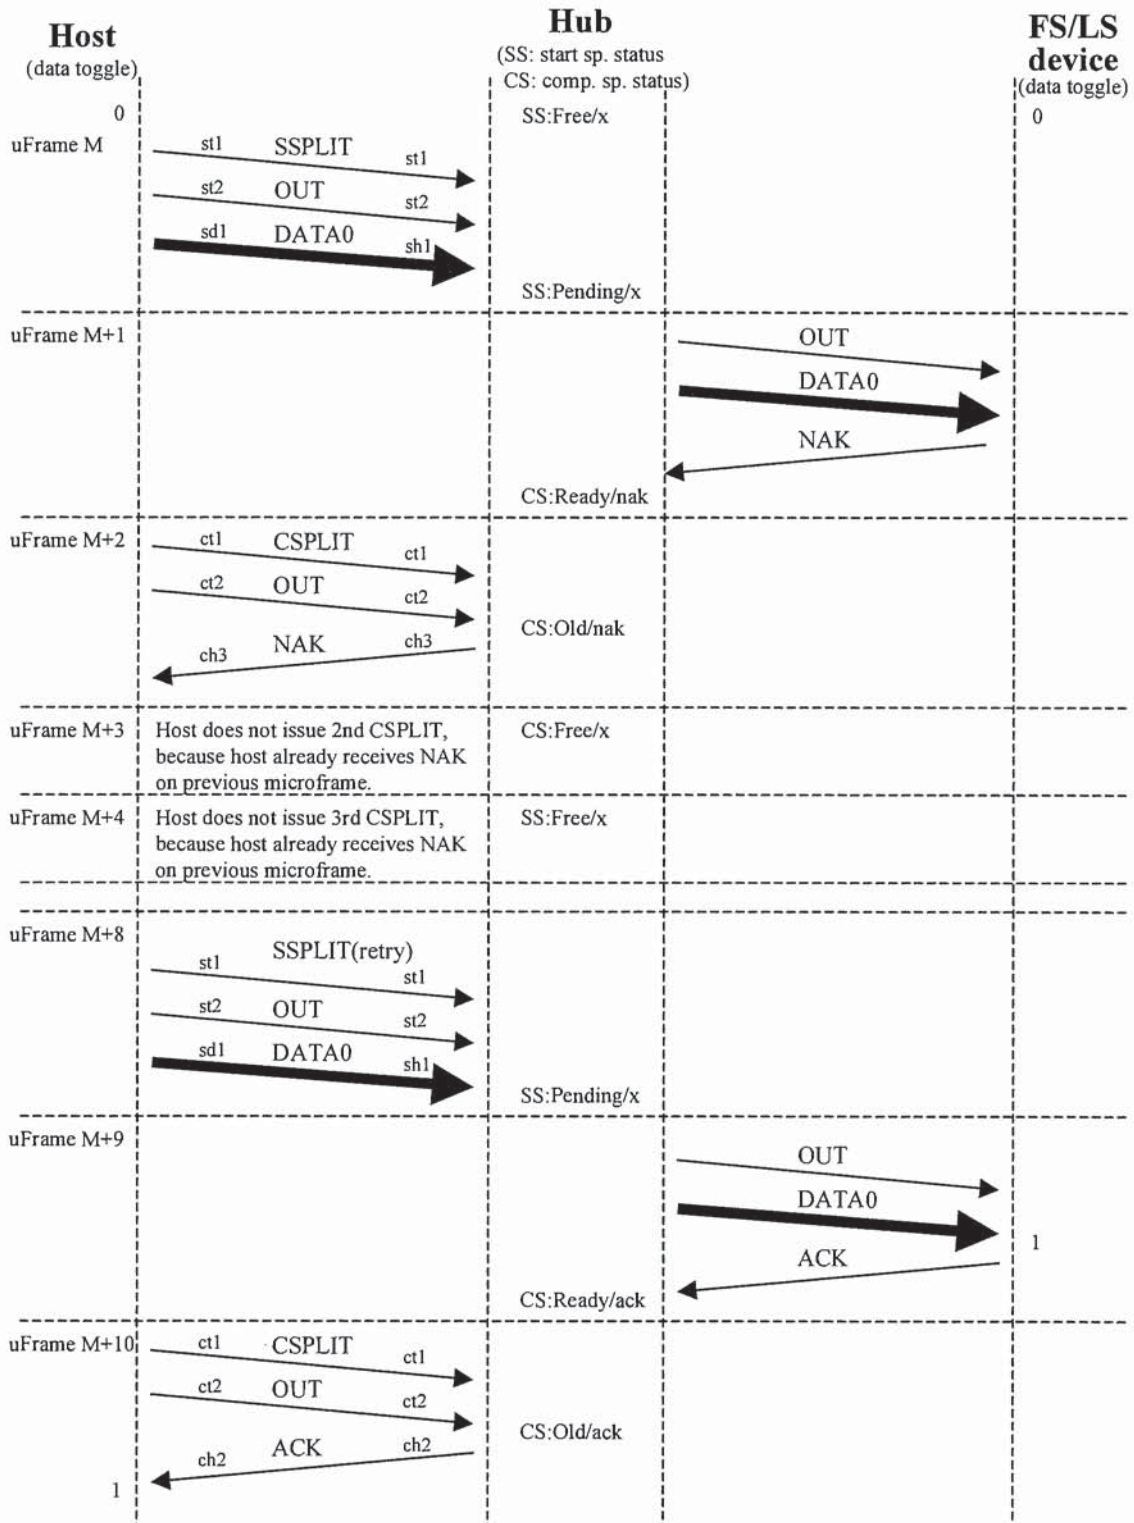 Host
(data toggle)
Hub
(SS: start sp. status
CS: comp. sp. status)
FS/LS
device
(data toggle)
0
SS:Free/x
0
uFrame M
st1 SSPLIT st1
st2 OUT st2
sd1 DATA0 sh1
SS:Pending/x
uFrame M+1
OUT
DATA0
NAK
CS:Ready/nak
uFrame M+2
ct1 CSPLIT ct1
ct2 OUT ct2
CS:Old/nak
ch3 NAK ch3
uFrame M+3
Host does not issue 2nd CSPLIT,
because host already receives NAK
on previous microframe.
CS:Free/x
uFrame M+4
Host does not issue 3rd CSPLIT,
because host already receives NAK
on previous microframe.
SS:Free/x
uFrame M+8
SSPLIT(retry)
st1 st1
st2 OUT st2
sd1 DATA0 sh1
SS:Pending/x
uFrame M+9
OUT
DATA0
1
ACK
CS:Ready/ack
uFrame M+10
ct1 CSPLIT ct1
ct2 OUT ct2
CS:Old/ack
ch2 ACK ch2
1